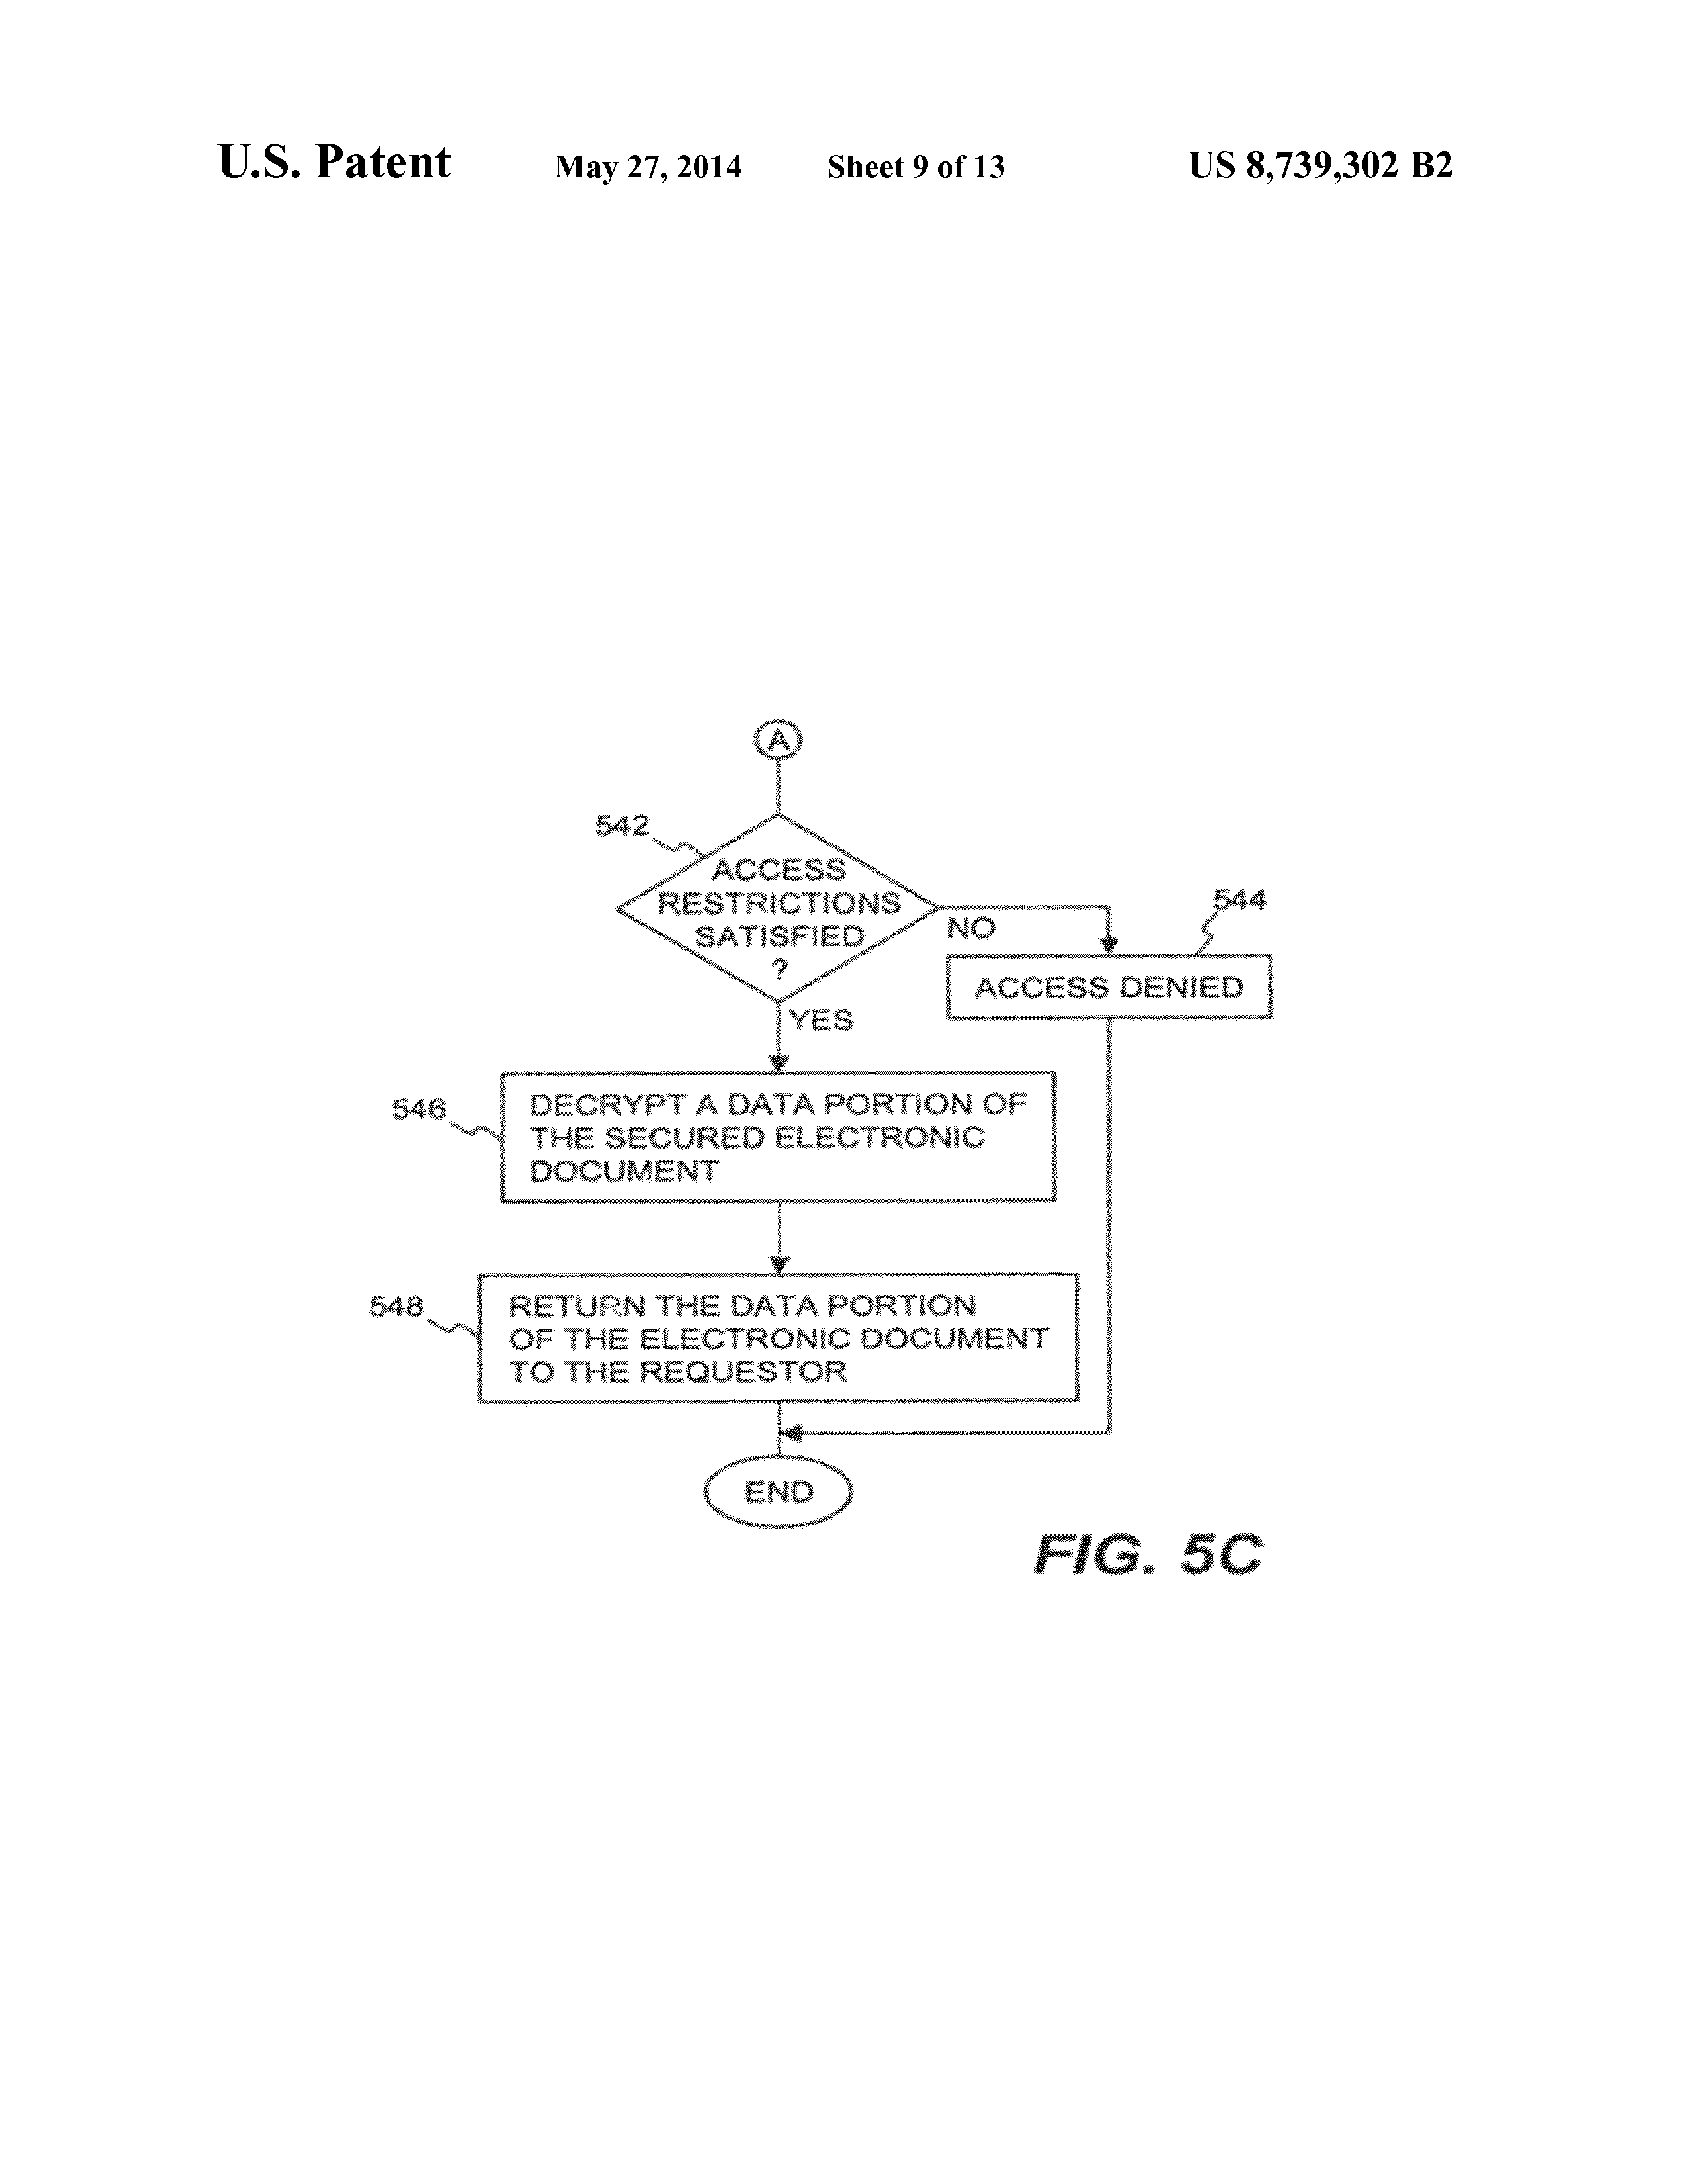 U.S. Patent May 27, 2014 Sheet 9 of 13 US 8,739,302 B2
A
542
ACCESS
RESTRICTIONS
SATISFIED
?
NO
544
ACCESS DENIED
YES
546
DECRYPT A DATA PORTION OF
THE SECURED ELECTRONIC
DOCUMENT
548
RETURN THE DATA PORTION
OF THE ELECTRONIC DOCUMENT
TO THE REQUESTOR
END
FIG. 5C